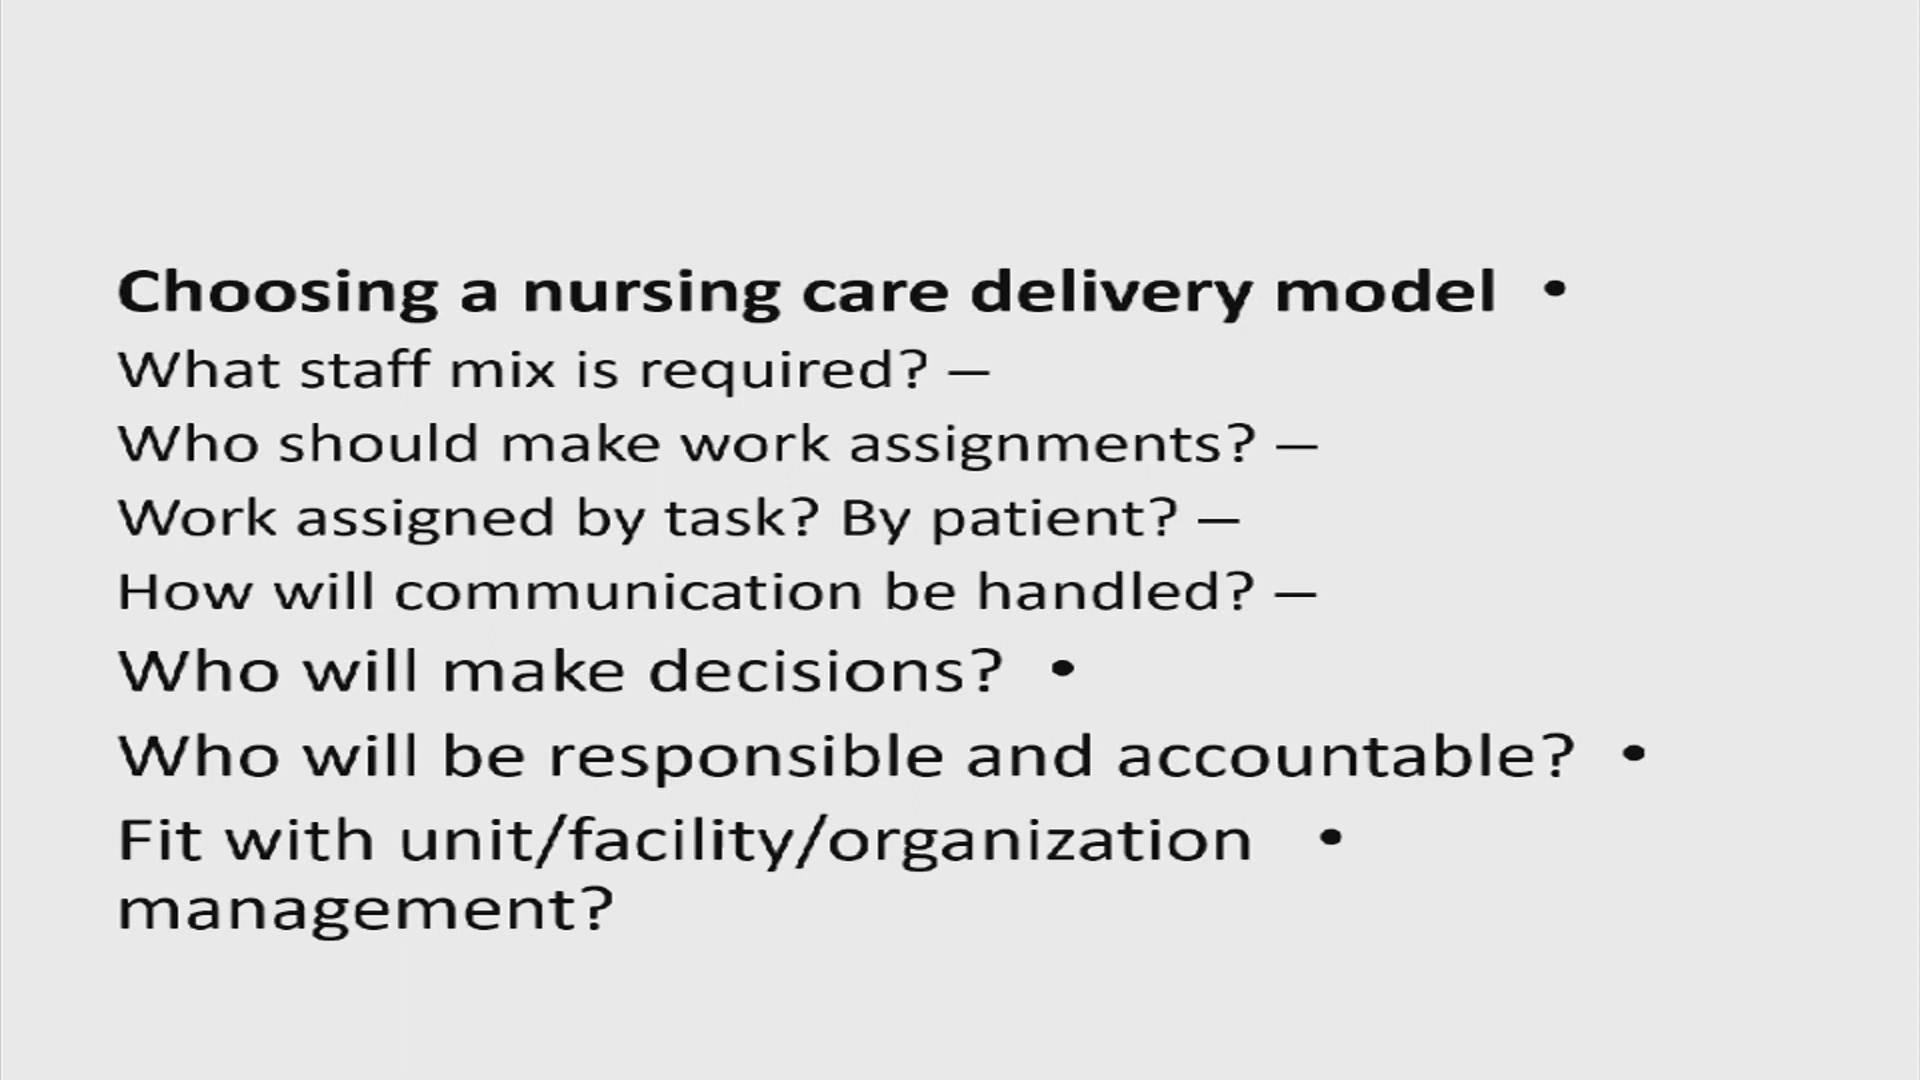 Choosing a nursing care delivery model •
What staff mix is required? –
Who should make work assignments? –
Work assigned by task? By patient? –
How will communication be handled? –
Who will make decisions? •
Who will be responsible and accountable? •
Fit with unit/facility/organization •
management?